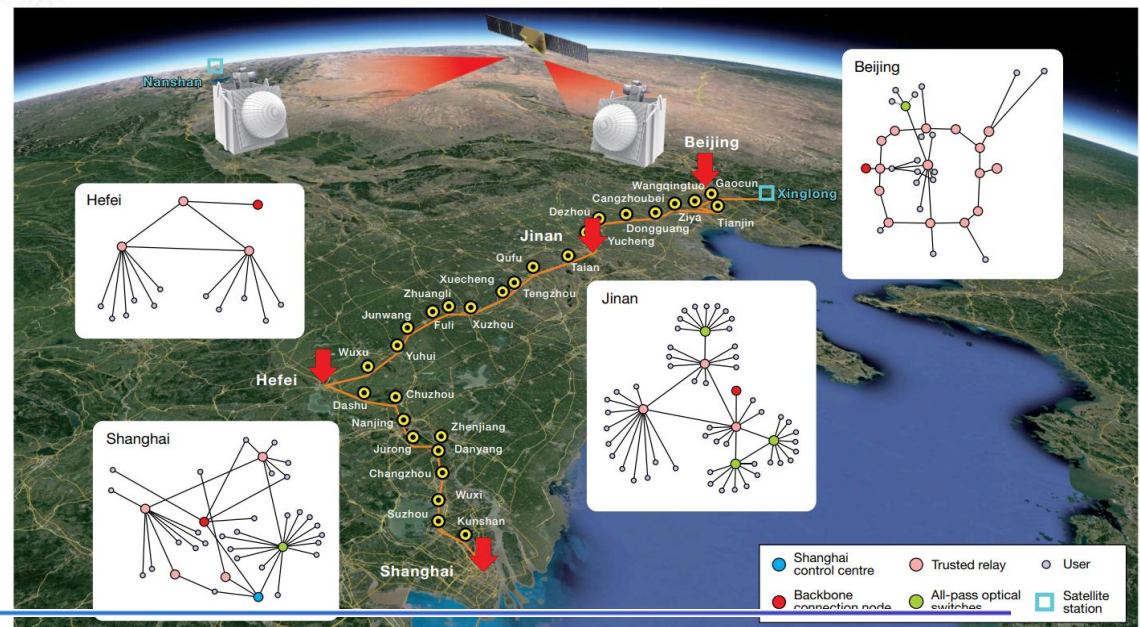 Nanshan
Beijing
Beijing
Wangqingtuo
Gaocun
Cangzhoubei
Xinglong
Dezhou
Ziya
Tianjin
Dongguang
Jinan
Yucheng
Qufu
Taian
Xuecheng
Tengzhou
Zhuangli
Junwang
Fuli
Xuzhou
Wuxu
Yuhui
Hefei
Dashu
Chuzhou
Nanjing
Zhenjiang
Jurong
Danyang
Changzhou
Wuxi
Suzhou
Kunshan
Shanghai
Hefei
Jinan
Shanghai
Shanghai
control centre
Trusted relay
User
Backbone
connection node
All-pass optical
switches
Satellite
station